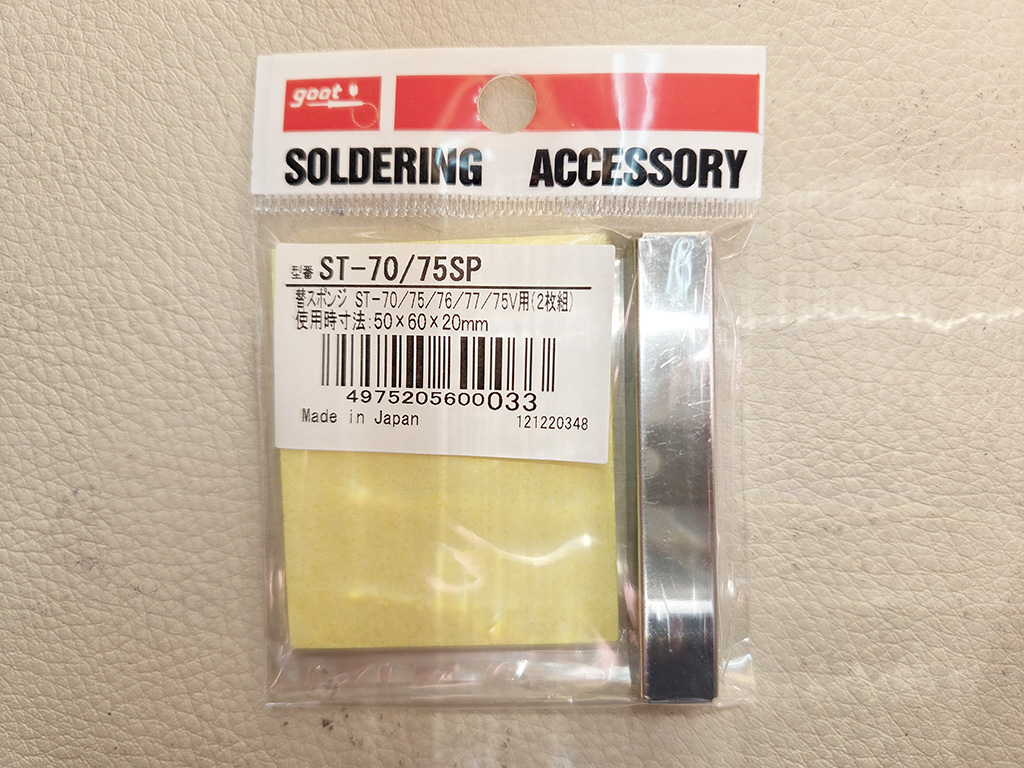 goot
SOLDERING ACCESSORY
型番 ST-70/75SP
替スポンジ ST-70/75/76/77/75V用(2枚組)
使用時寸法:50×60×20mm
4975205600033
Made in Japan 121220348